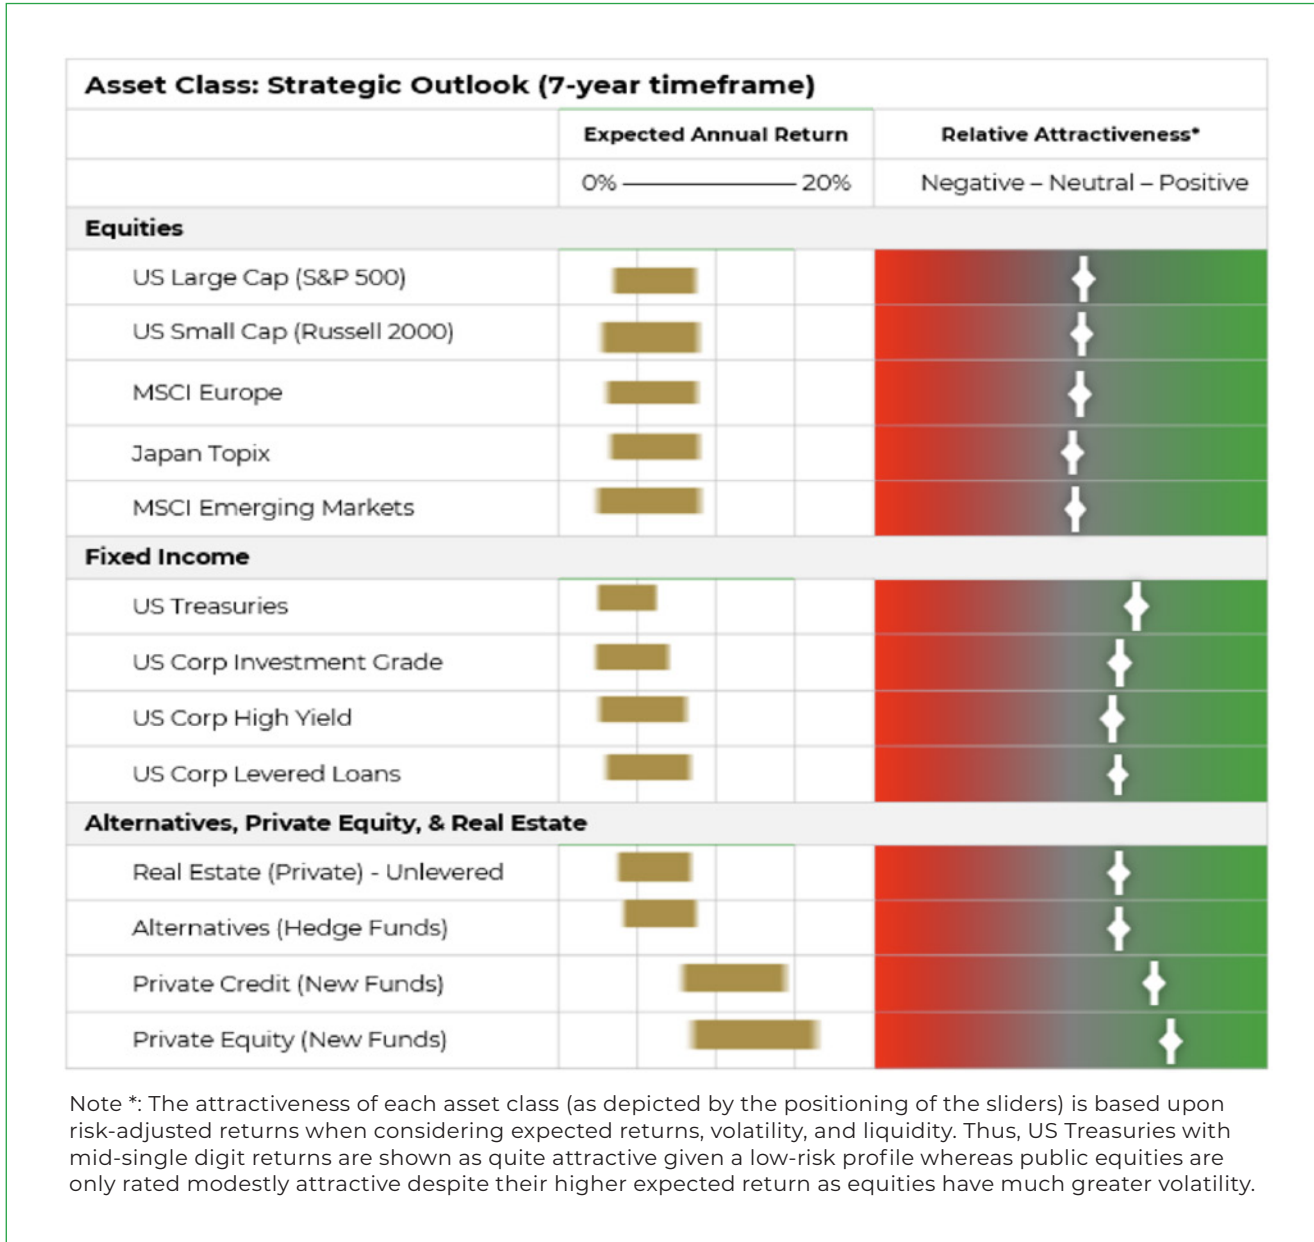 Asset Class: Strategic Outlook (7-year timeframe)
Expected Annual Return Relative Attractiveness*
0% 20% Negative – Neutral – Positive
Equities
US Large Cap (S&P 500)
US Small Cap (Russell 2000)
MSCI Europe
Japan Topix
MSCI Emerging Markets
Fixed Income
US Treasuries
US Corp Investment Grade
US Corp High Yield
US Corp Levered Loans
Alternatives, Private Equity, & Real Estate
Real Estate (Private) - Unlevered
Alternatives (Hedge Funds)
Private Credit (New Funds)
Private Equity (New Funds)
Note *: The attractiveness of each asset class (as depicted by the positioning of the sliders) is based upon
risk-adjusted returns when considering expected returns, volatility, and liquidity. Thus, US Treasuries with
mid-single digit returns are shown as quite attractive given a low-risk profile whereas public equities are
only rated modestly attractive despite their higher expected return as equities have much greater volatility.